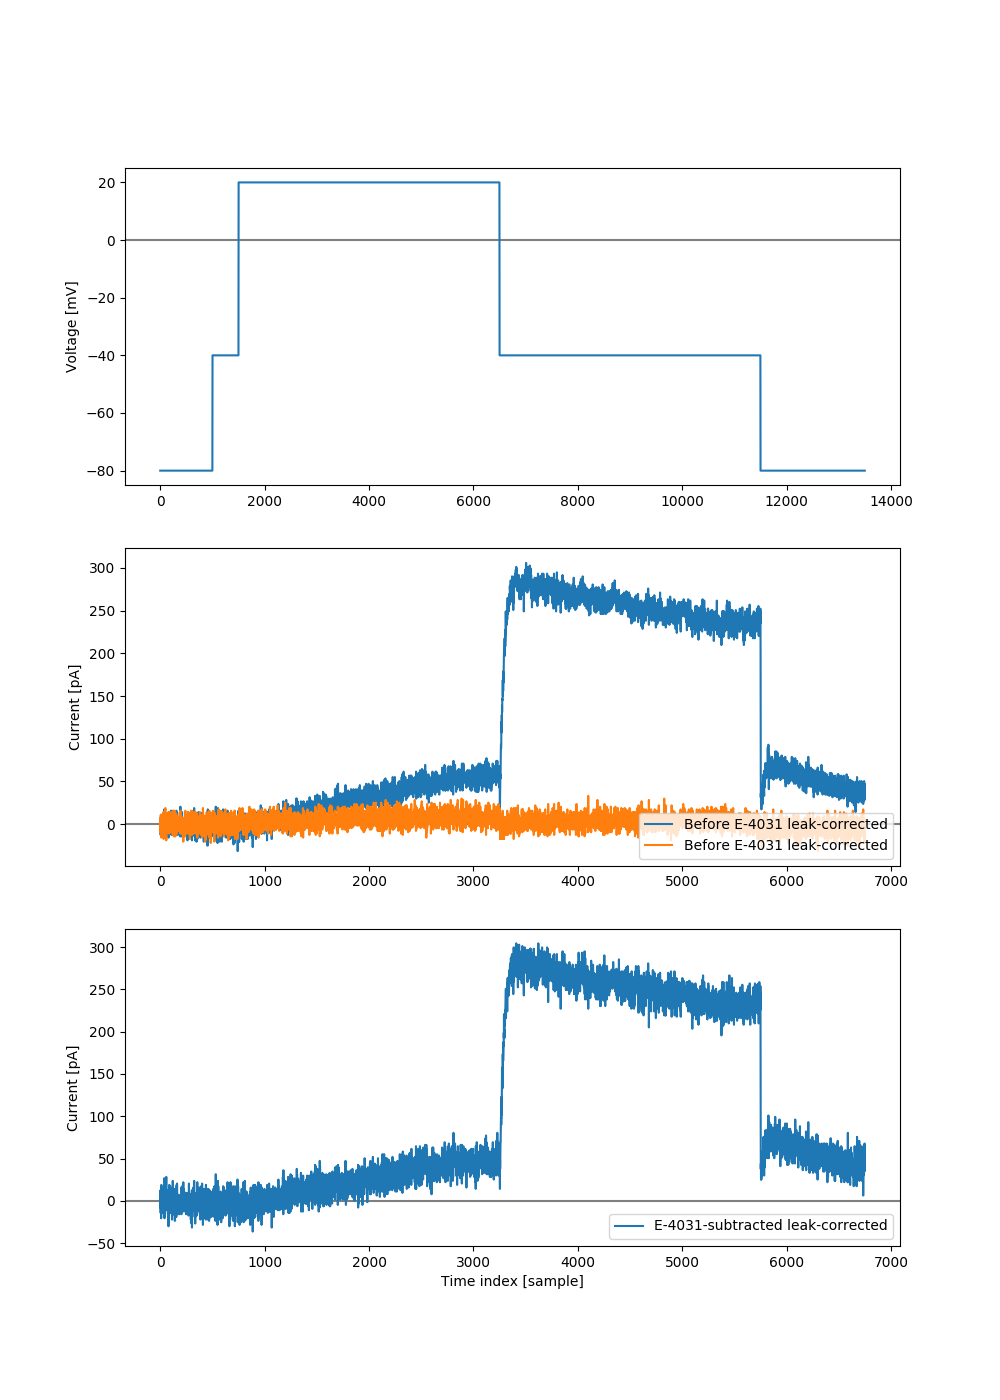 20
0
−20
−40
−60
−80
Voltage [mV]
0 2000 4000 6000 8000 10000 12000 14000
300
250
200
150
100
50
0
Current [pA]
Before E-4031 leak-corrected
Before E-4031 leak-corrected
0 1000 2000 3000 4000 5000 6000 7000
300
250
200
150
100
50
0
−50
Current [pA]
E-4031-subtracted leak-corrected
0 1000 2000 3000 4000 5000 6000 7000
Time index [sample]